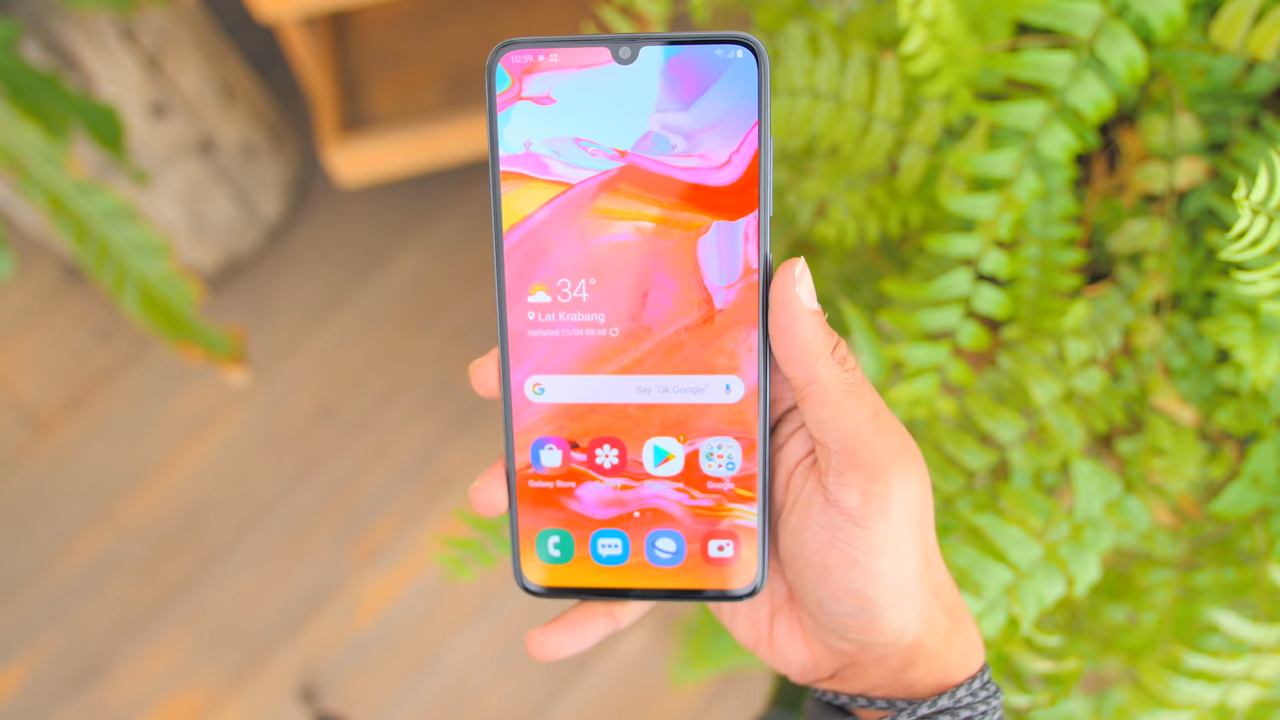 10:59
34°
Lat Krabang
Updated 11/04 09:48
G
Say "Ok Google"
Galaxy Store
Google